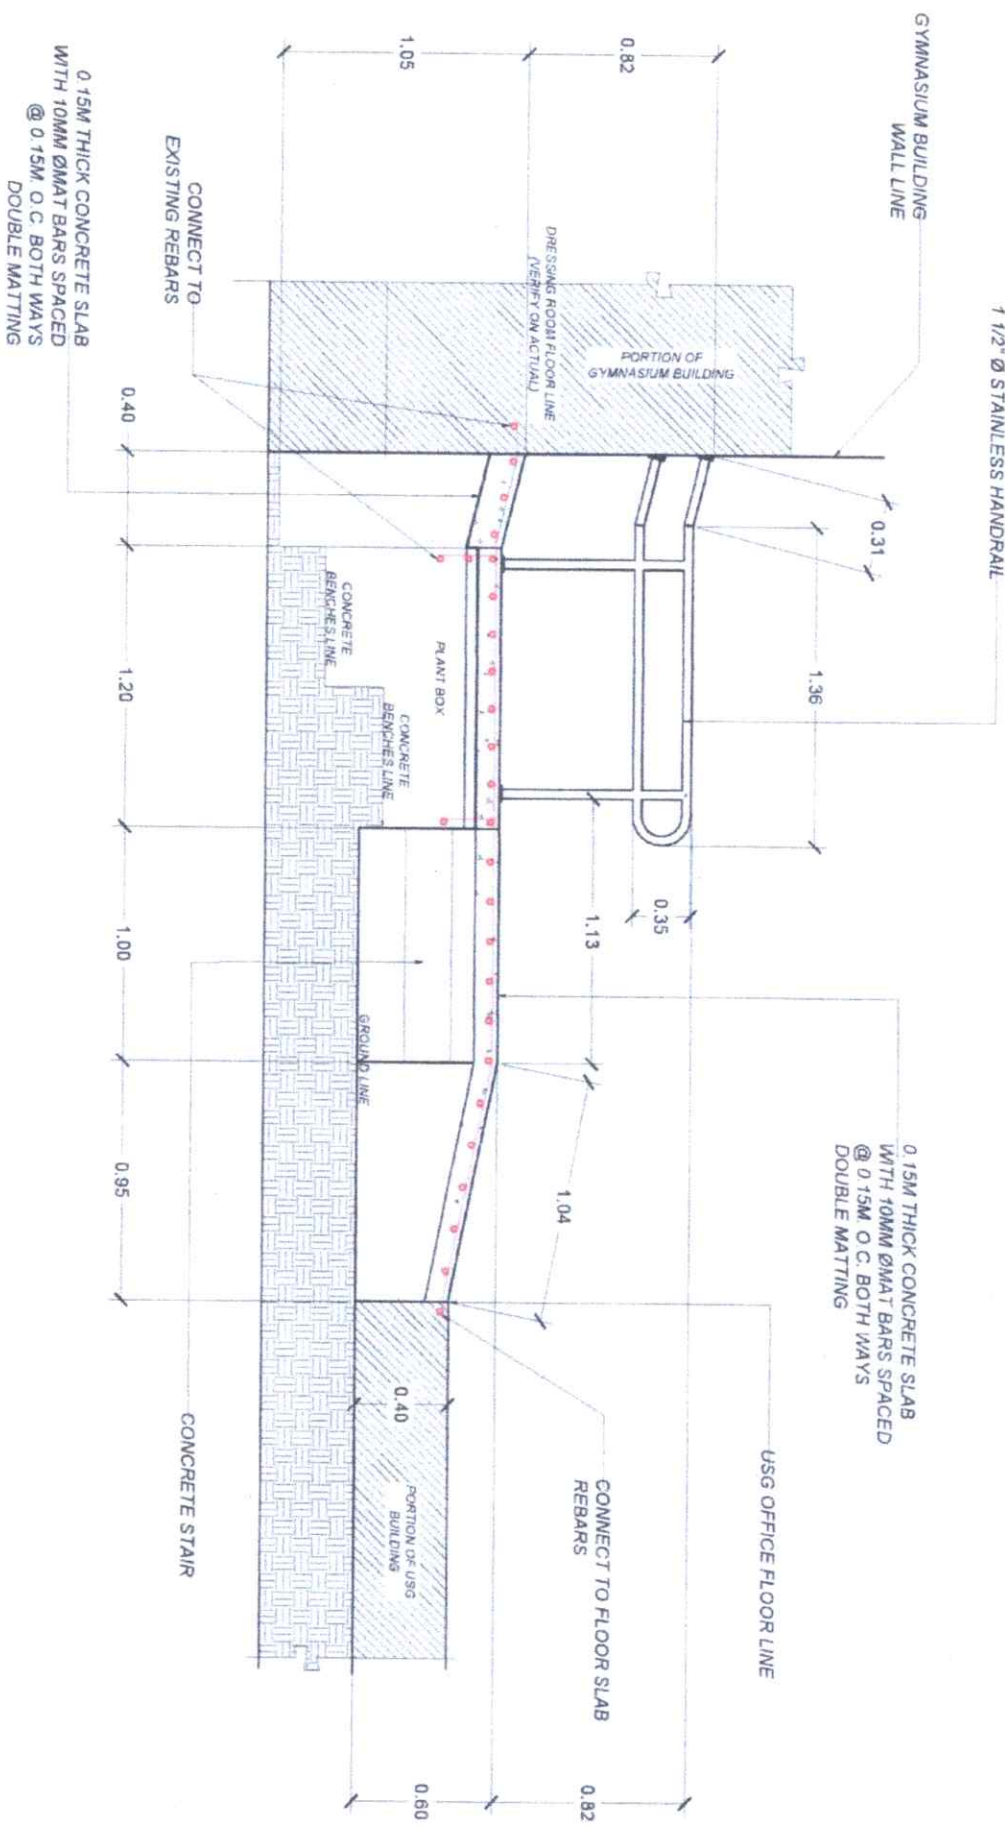 1 1/2" Ø STAINLESS HANDRAIL
GYMNASIUM BUILDING
WALL LINE
0.82
1.05
0.31
1.36
0.35
1.13
1.04
0.15M THICK CONCRETE SLAB
WITH 10MM ØMAT BARS SPACED
@ 0.15M. O.C. BOTH WAYS
DOUBLE MATTING
USG OFFICE FLOOR LINE
CONNECT TO FLOOR SLAB
REBARS
0.82
0.60
PORTION OF
GYMNASIUM BUILDING
DRESSING ROOM FLOOR LINE
(VERIFY ON ACTUAL)
PLANT BOX
CONCRETE
BENCHES LINE
CONCRETE
BENCHES LINE
GROUND LINE
0.40
PORTION OF USG
BUILDING
CONNECT TO
EXISTING REBARS
0.40
1.20
1.00
0.95
CONCRETE STAIR
0.15M THICK CONCRETE SLAB
WITH 10MM ØMAT BARS SPACED
@ 0.15M. O.C. BOTH WAYS
DOUBLE MATTING